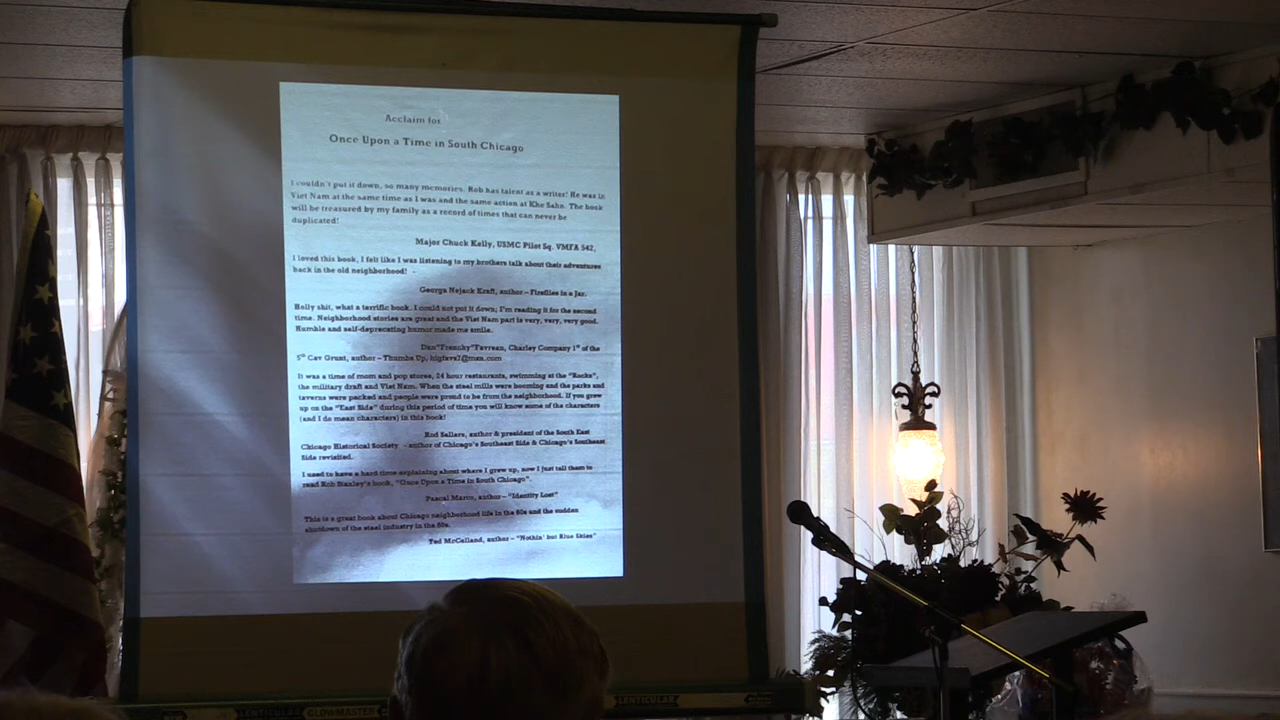 Acclaim for
Once Upon a Time in South Chicago
I couldn't put it down, so many memories. Rob has talent as a writer! He was in
Viet Nam at the same time as I was and the same action at Khe Sahn. The book
will be treasured by my family as a record of times that can never be
duplicated!
Major Chuck Kelly, USMC Pilot Sq. VMFA 542,
I loved this book, I felt like I was listening to my brothers talk about their adventures
back in the old neighborhood! -
George Nejack Kraft, author – Fireflies in a Jar.
Holly shit, what a terrific book. I could not put it down; I'm reading it for the second
time. Neighborhood stories are great and the Viet Nam part is very, very, very good.
Humble and self-deprecating humor made me smile.
Dan"Frenchy" Charley Company 1st of the
5th Cav Grunt, author – Thumbs Up,
It was a time of mom and pop stores, 24 hour restaurants, swimming at the "Rocks",
the military draft and Viet Nam. When the steel mills were booming and the parks and
taverns were packed and people were proud to be from the neighborhood. If you grew
up on the "East Side" during this period of time you will know some of the characters
(and I do mean characters) in this book!
Rod Sellers, author & president of the South East
Chicago Historical Society - author of Chicago's Southeast Side & Chicago's Southeast
Side revisited.
I used to have a hard time explaining about where I grew up, now I just tell them to
read Rob book, "Once Upon a Time in South Chicago".
Pascal Marco, author – "Identity Lost"
This is a great book about Chicago neighborhood life in the 60s and the sudden
shutdown of the steel industry in the 80s.
Ted McClelland, author – "Nothin' but Blue Skies"
LENTICULAR GLOWMASTER LENTICULAR